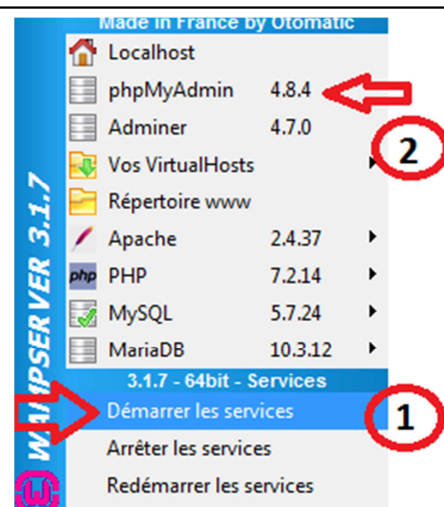 Made in France by Otomatic
Localhost
phpMyAdmin 4.8.4
Adminer 4.7.0
2
Vos VirtualHosts
Répertoire www
Apache 2.4.37
php PHP 7.2.14
MySQL 5.7.24
MariaDB 10.3.12
3.1.7 - 64bit - Services
Démarrer les services
1
Arrêter les services
Redémarrer les services
WAMPSERVER 3.1.7